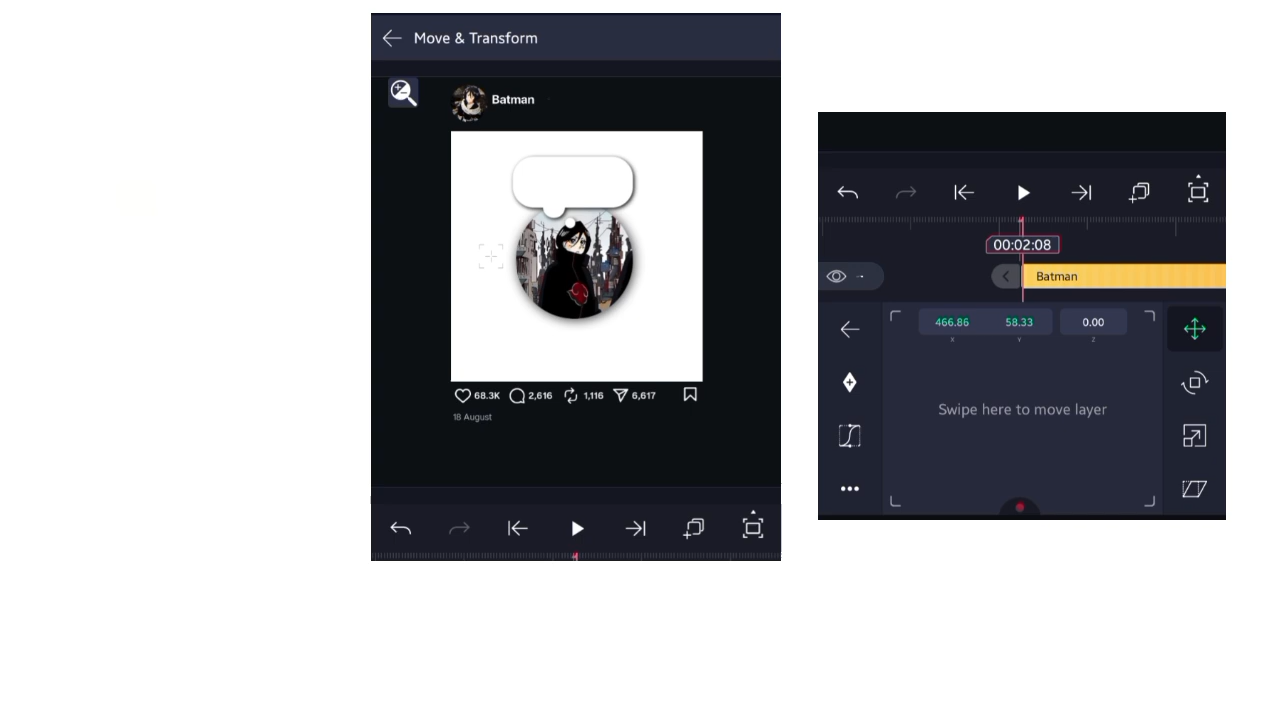 Move & Transform
Batman
68.3K 2,616 1,116 6,617
18 August
00:02:08
Batman
466.86 58.33 0.00
X Y Z
Swipe here to move layer